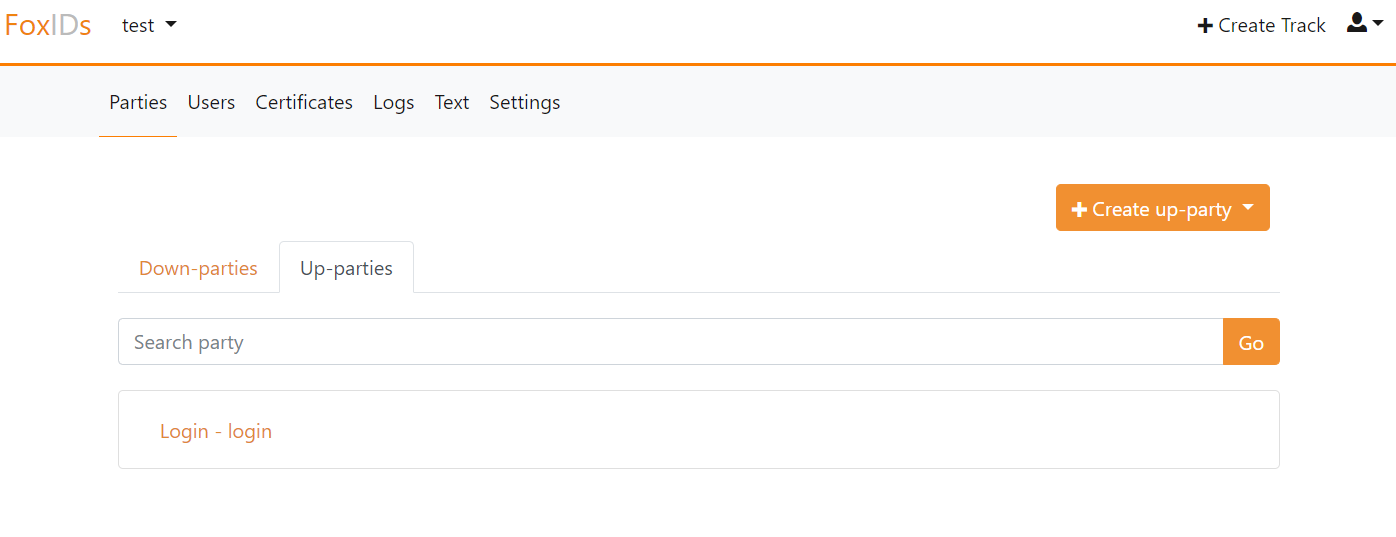 FoxIDs test Create Track
Parties Users Certificates Logs Text Settings
Create up-party
Down-parties Up-parties
Search party Go
Login - login